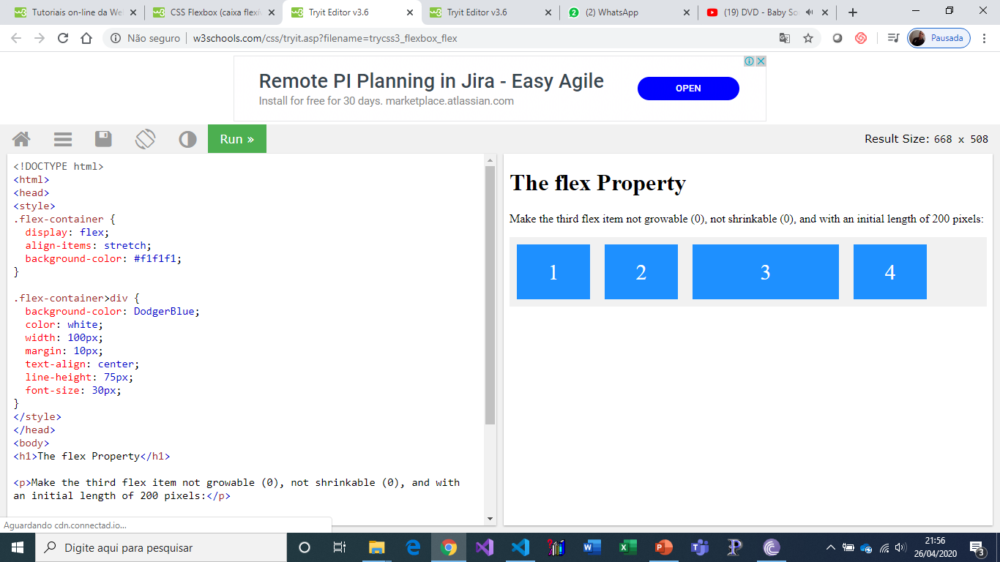 Tutoriais on-line da We
CSS Flexbox (caixa flexí
Tryit Editor v3.6
Tryit Editor v3.6
(2) WhatsApp
(19) DVD - Baby So
Não seguro
w3schools.com/css/tryit.asp?filename=trycss3_flexbox_flex
Pausada
Remote PI Planning in Jira - Easy Agile
Install for free for 30 days. marketplace.atlassian.com
OPEN
Run »
Result Size: 668 x 508
<!DOCTYPE html>
<html>
<head>
<style>
.flex-container {
  display: flex;
  align-items: stretch;
  background-color: #f1f1f1;
}
.flex-container>div {
  background-color: DodgerBlue;
  color: white;
  width: 100px;
  margin: 10px;
  text-align: center;
  line-height: 75px;
  font-size: 30px;
}
</style>
</head>
<body>
<h1>The flex Property</h1>
<p>Make the third flex item not growable (0), not shrinkable (0), and with
an initial length of 200 pixels:</p>
The flex Property
Make the third flex item not growable (0), not shrinkable (0), and with an initial length of 200 pixels:
1 2 3 4
Aguardando cdn.connectad.io...
Digite aqui para pesquisar
21:56
26/04/2020
3